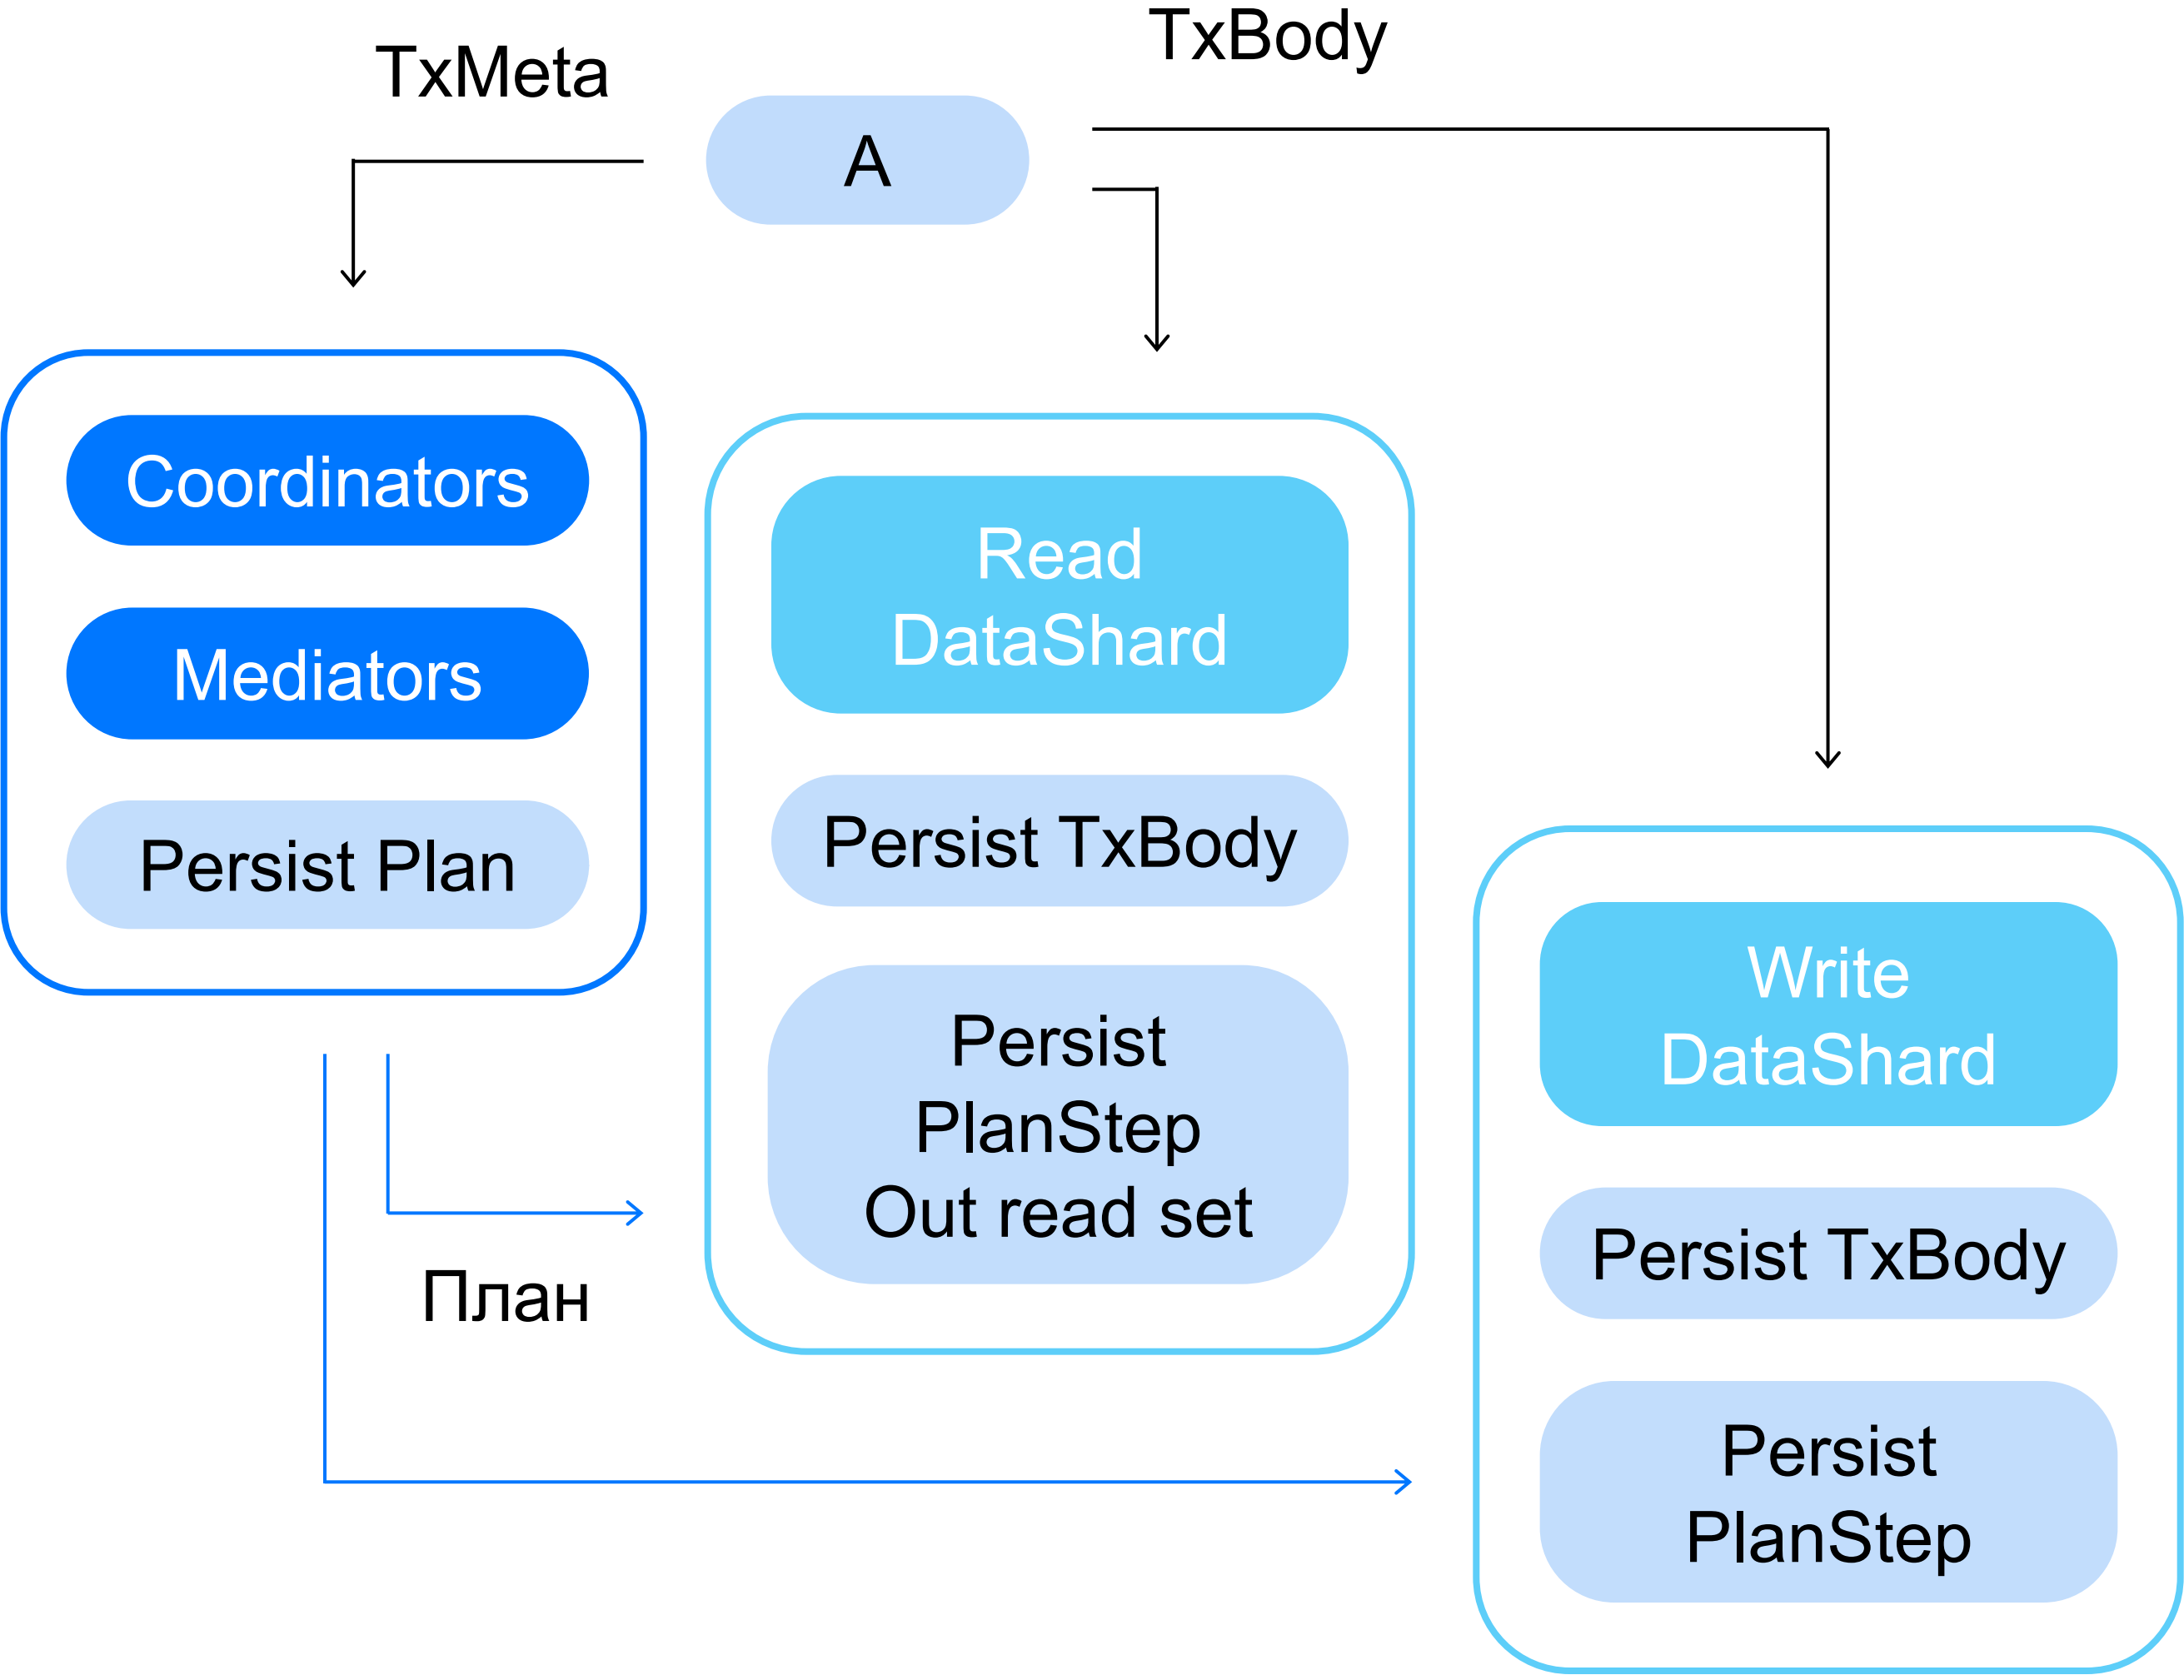 TxMeta
TxBody
A
Coordinators
Mediators
Persist Plan
Read
DataShard
Persist TxBody
Persist
PlanStep
Out read set
План
Write
DataShard
Persist TxBody
Persist
PlanStep